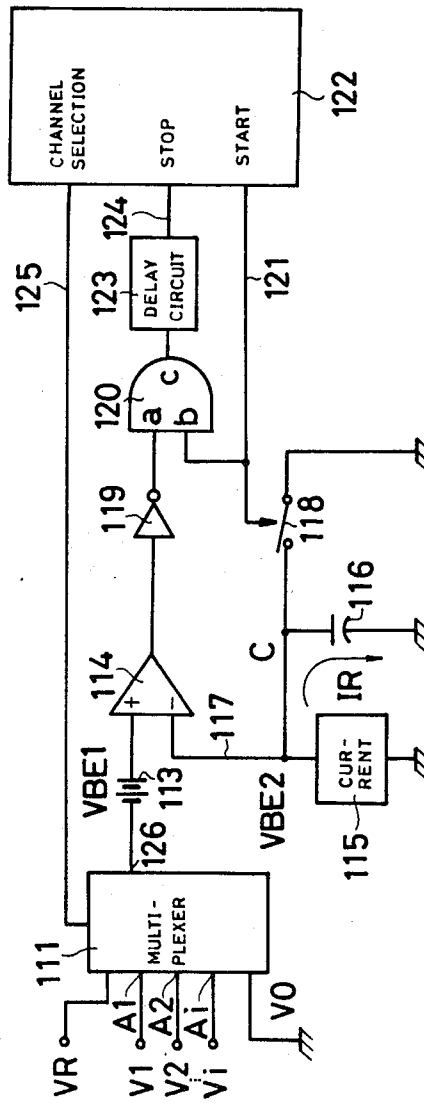 VR
V1
V2
Vi
A1
A2
Ai
V0
111
MULTI-
PLEXER
125
126
VBE1
113
114
+
-
117
VBE2
CUR-
RENT
115
IR
C
116
118
119
120
a
b
c
DELAY
CIRCUIT
123
124
121
CHANNEL
SELECTION
STOP
START
122